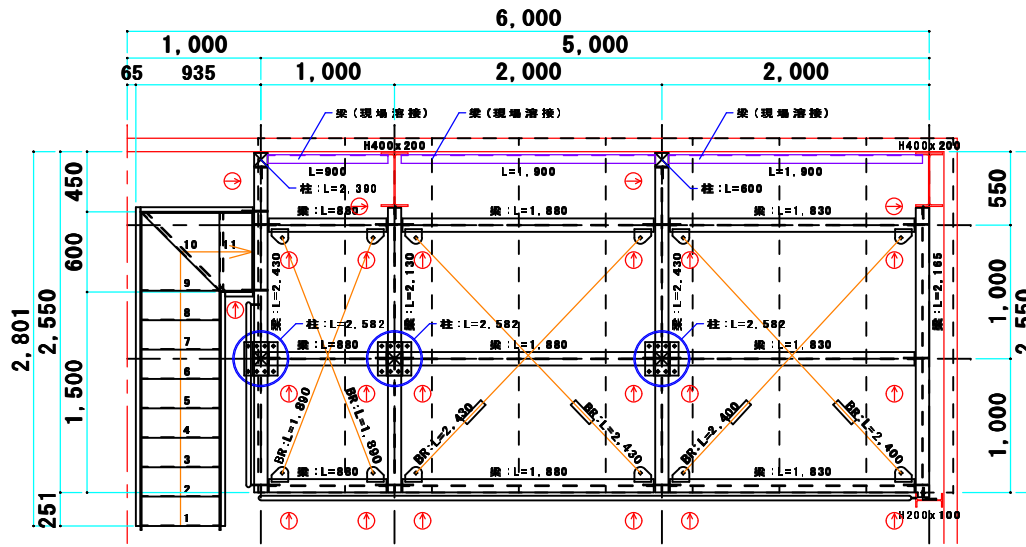 6,000
1,000
5,000
65
935
1,000
2,000
2,000
梁(現場溶接)
梁(現場溶接)
梁(現場溶接)
H400x200
H400x200
L=900
L=1,900
L=1,900
柱:L=2,390
柱:L=600
450
550
梁:L=880
梁:L=1,880
梁:L=1,830
10
11
600
梁:L=2,430
梁:L=2,130
梁:L=2,430
梁:L=2,165
1,000
9
8
柱:L=2,582
柱:L=2,582
柱:L=2,582
2,801
2,550
2,550
7
梁:L=880
梁:L=1,880
梁:L=1,830
6
1,500
5
BR:L=1,890
BR:L=1,890
BR:L=2,430
BR:L=2,430
BR:L=2,400
BR:L=2,400
1,000
4
3
梁:L=880
梁:L=1,880
梁:L=1,830
2
251
1
H200x100